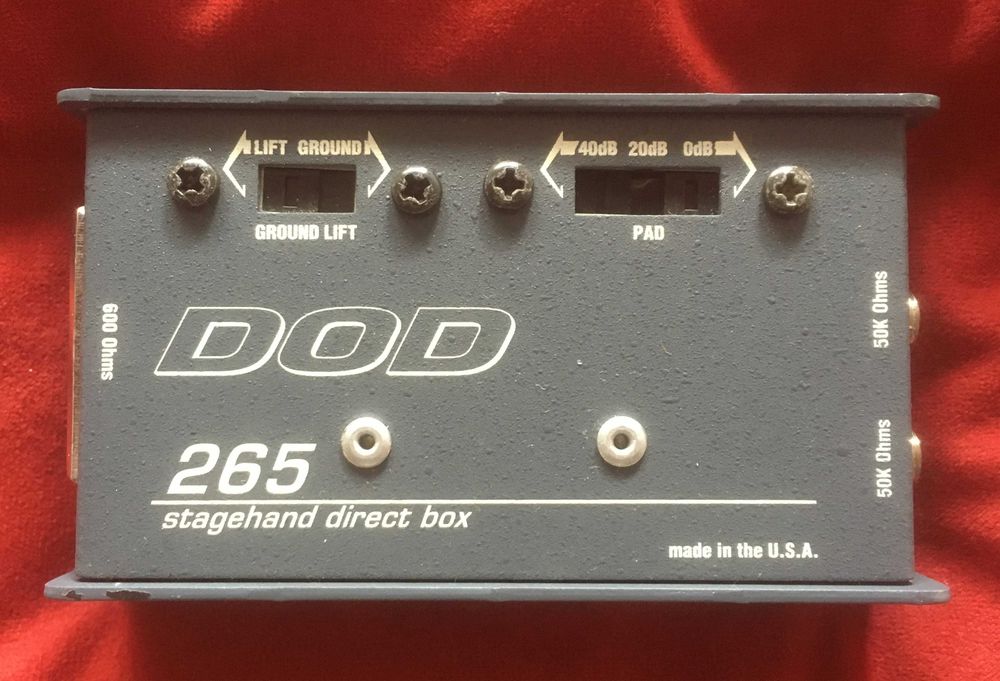 LIFT GROUND
40dB 20dB 0dB
GROUND LIFT
PAD
600 Ohms
50K Ohms
DOD
50K Ohms
265
stagehand direct box
made in the U.S.A.